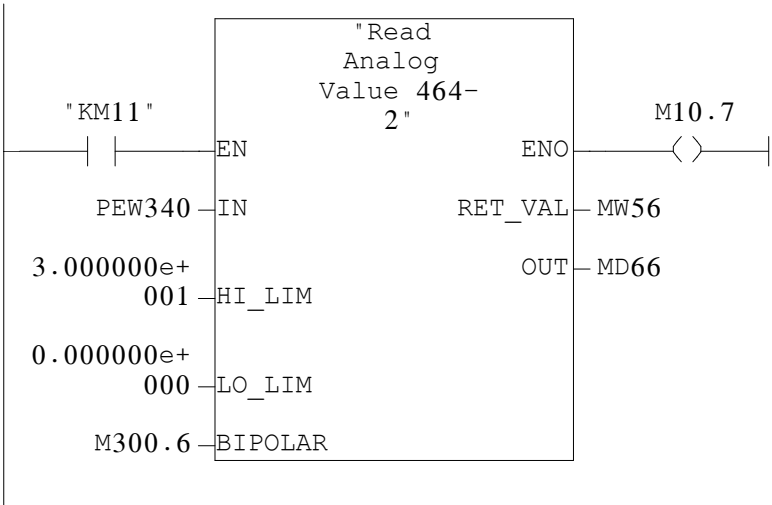 "Read
Analog
Value 464-
2"
"KM11"
M10.7
EN
ENO
PEW340
IN
RET_VAL
MW56
3.000000e+
001
HI_LIM
OUT
MD66
0.000000e+
000
LO_LIM
M300.6
BIPOLAR